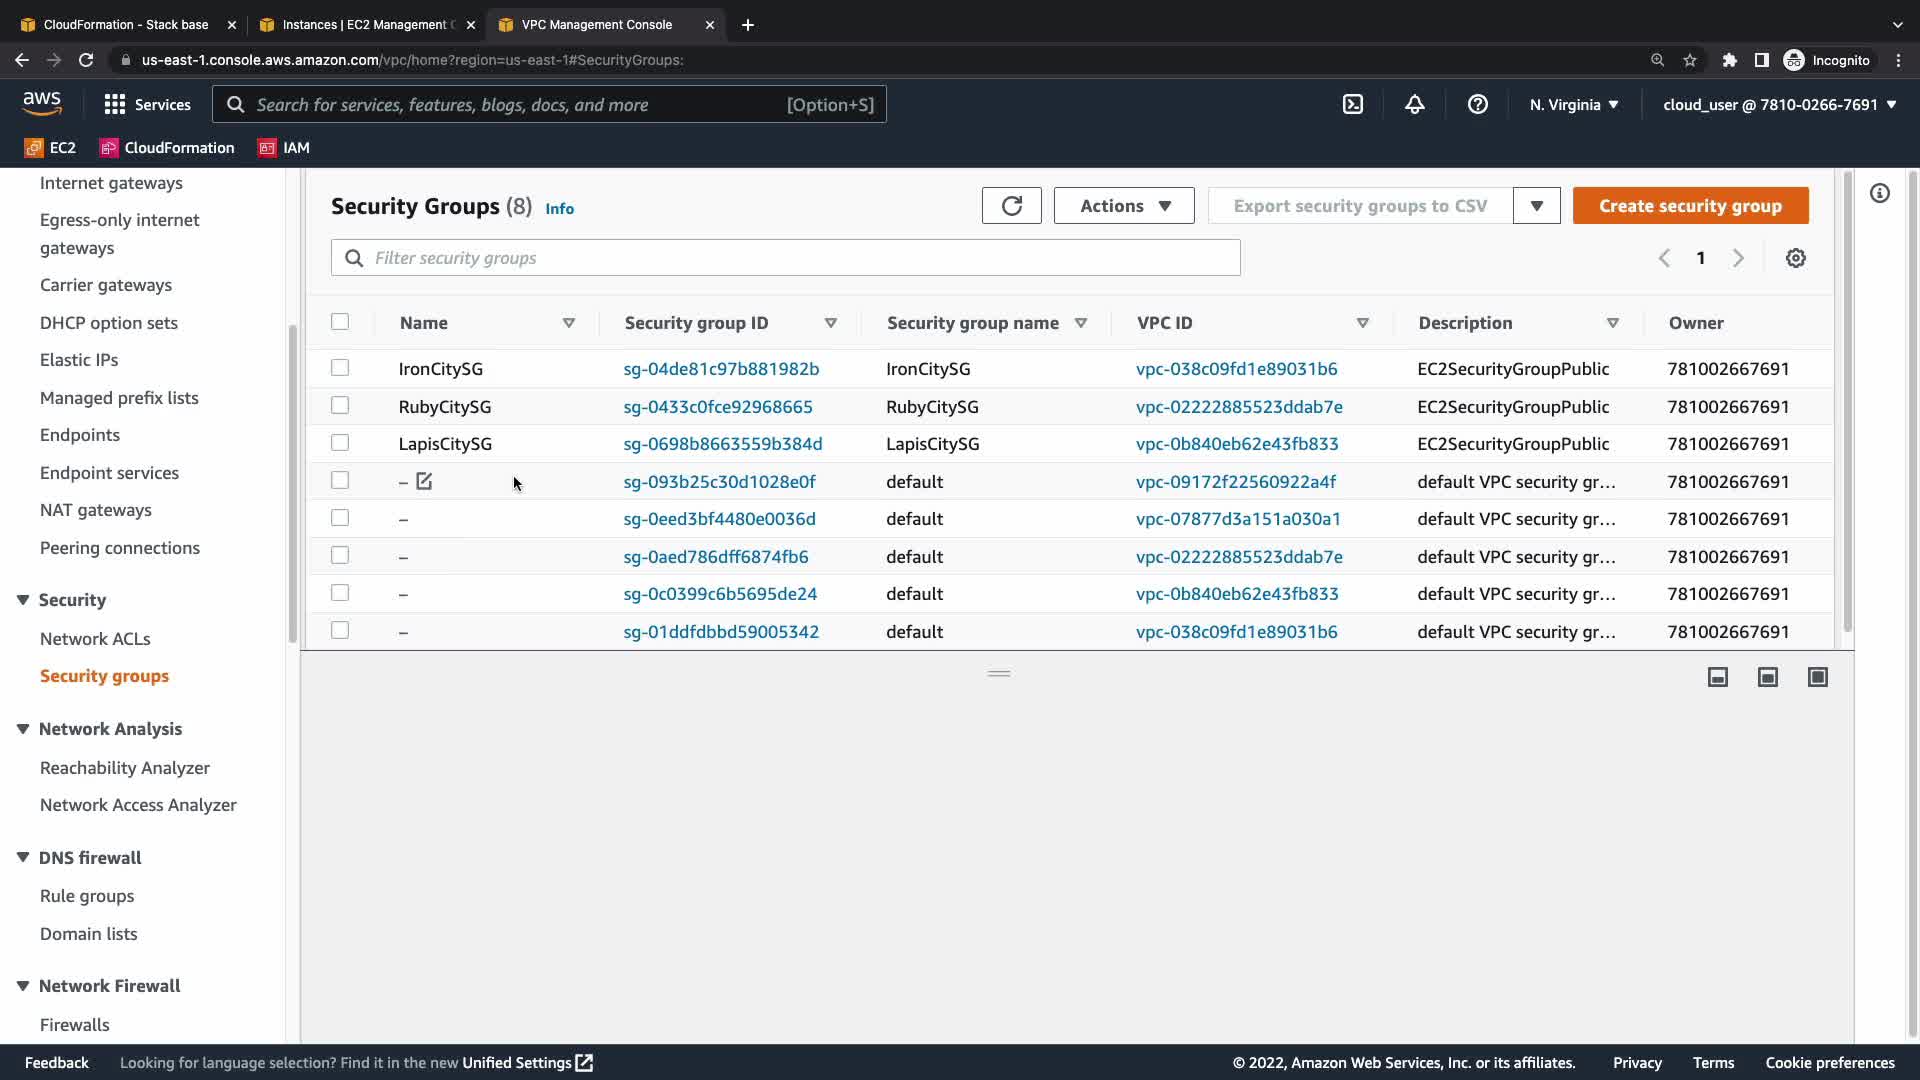 CloudFormation - Stack base
Instances | EC2 Management C
VPC Management Console
us-east-1.console.aws.amazon.com/vpc/home?region=us-east-1#SecurityGroups:
Incognito
aws
Services
Search for services, features, blogs, docs, and more
[Option+S]
N. Virginia
cloud_user @ 7810-0266-7691
EC2
CloudFormation
IAM
Internet gateways
Egress-only internet
gateways
Carrier gateways
DHCP option sets
Elastic IPs
Managed prefix lists
Endpoints
Endpoint services
NAT gateways
Peering connections
Security
Network ACLs
Security groups
Network Analysis
Reachability Analyzer
Network Access Analyzer
DNS firewall
Rule groups
Domain lists
Network Firewall
Firewalls
Security Groups (8) Info
Actions
Export security groups to CSV
Create security group
Filter security groups
1
Name Security group ID Security group name VPC ID Description Owner
IronCitySG sg-04de81c97b881982b IronCitySG vpc-038c09fd1e89031b6 EC2SecurityGroupPublic 781002667691
RubyCitySG sg-0433c0fce92968665 RubyCitySG vpc-02222885523ddab7e EC2SecurityGroupPublic 781002667691
LapisCitySG sg-0698b8663559b384d LapisCitySG vpc-0b840eb62e43fb833 EC2SecurityGroupPublic 781002667691
– sg-093b25c30d1028e0f default vpc-09172f22560922a4f default VPC security gr... 781002667691
– sg-0eed3bf4480e0036d default vpc-07877d3a151a030a1 default VPC security gr... 781002667691
– sg-0aed786dff6874fb6 default vpc-02222885523ddab7e default VPC security gr... 781002667691
– sg-0c0399c6b5695de24 default vpc-0b840eb62e43fb833 default VPC security gr... 781002667691
– sg-01ddfdbbd59005342 default vpc-038c09fd1e89031b6 default VPC security gr... 781002667691
Feedback
Looking for language selection? Find it in the new Unified Settings
© 2022, Amazon Web Services, Inc. or its affiliates.
Privacy
Terms
Cookie preferences